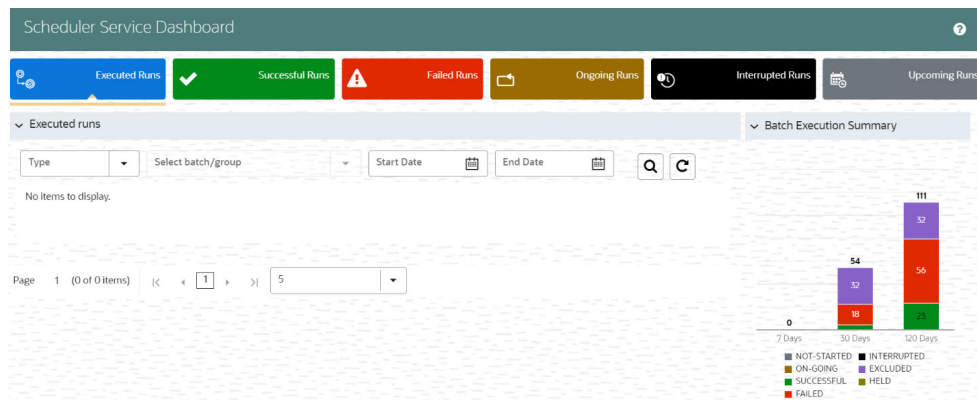 Scheduler Service Dashboard
Executed Runs
Successful Runs
Failed Runs
Ongoing Runs
Interrupted Runs
Upcoming Runs
Executed runs
Type
Select batch/group
Start Date
End Date
No items to display.
Page 1 (0 of 0 items) 1 5
Batch Execution Summary
111
32
54
56
32
18
23
0
7 Days 30 Days 120 Days
NOT-STARTED INTERRUPTED
ON-GOING EXCLUDED
SUCCESSFUL HELD
FAILED